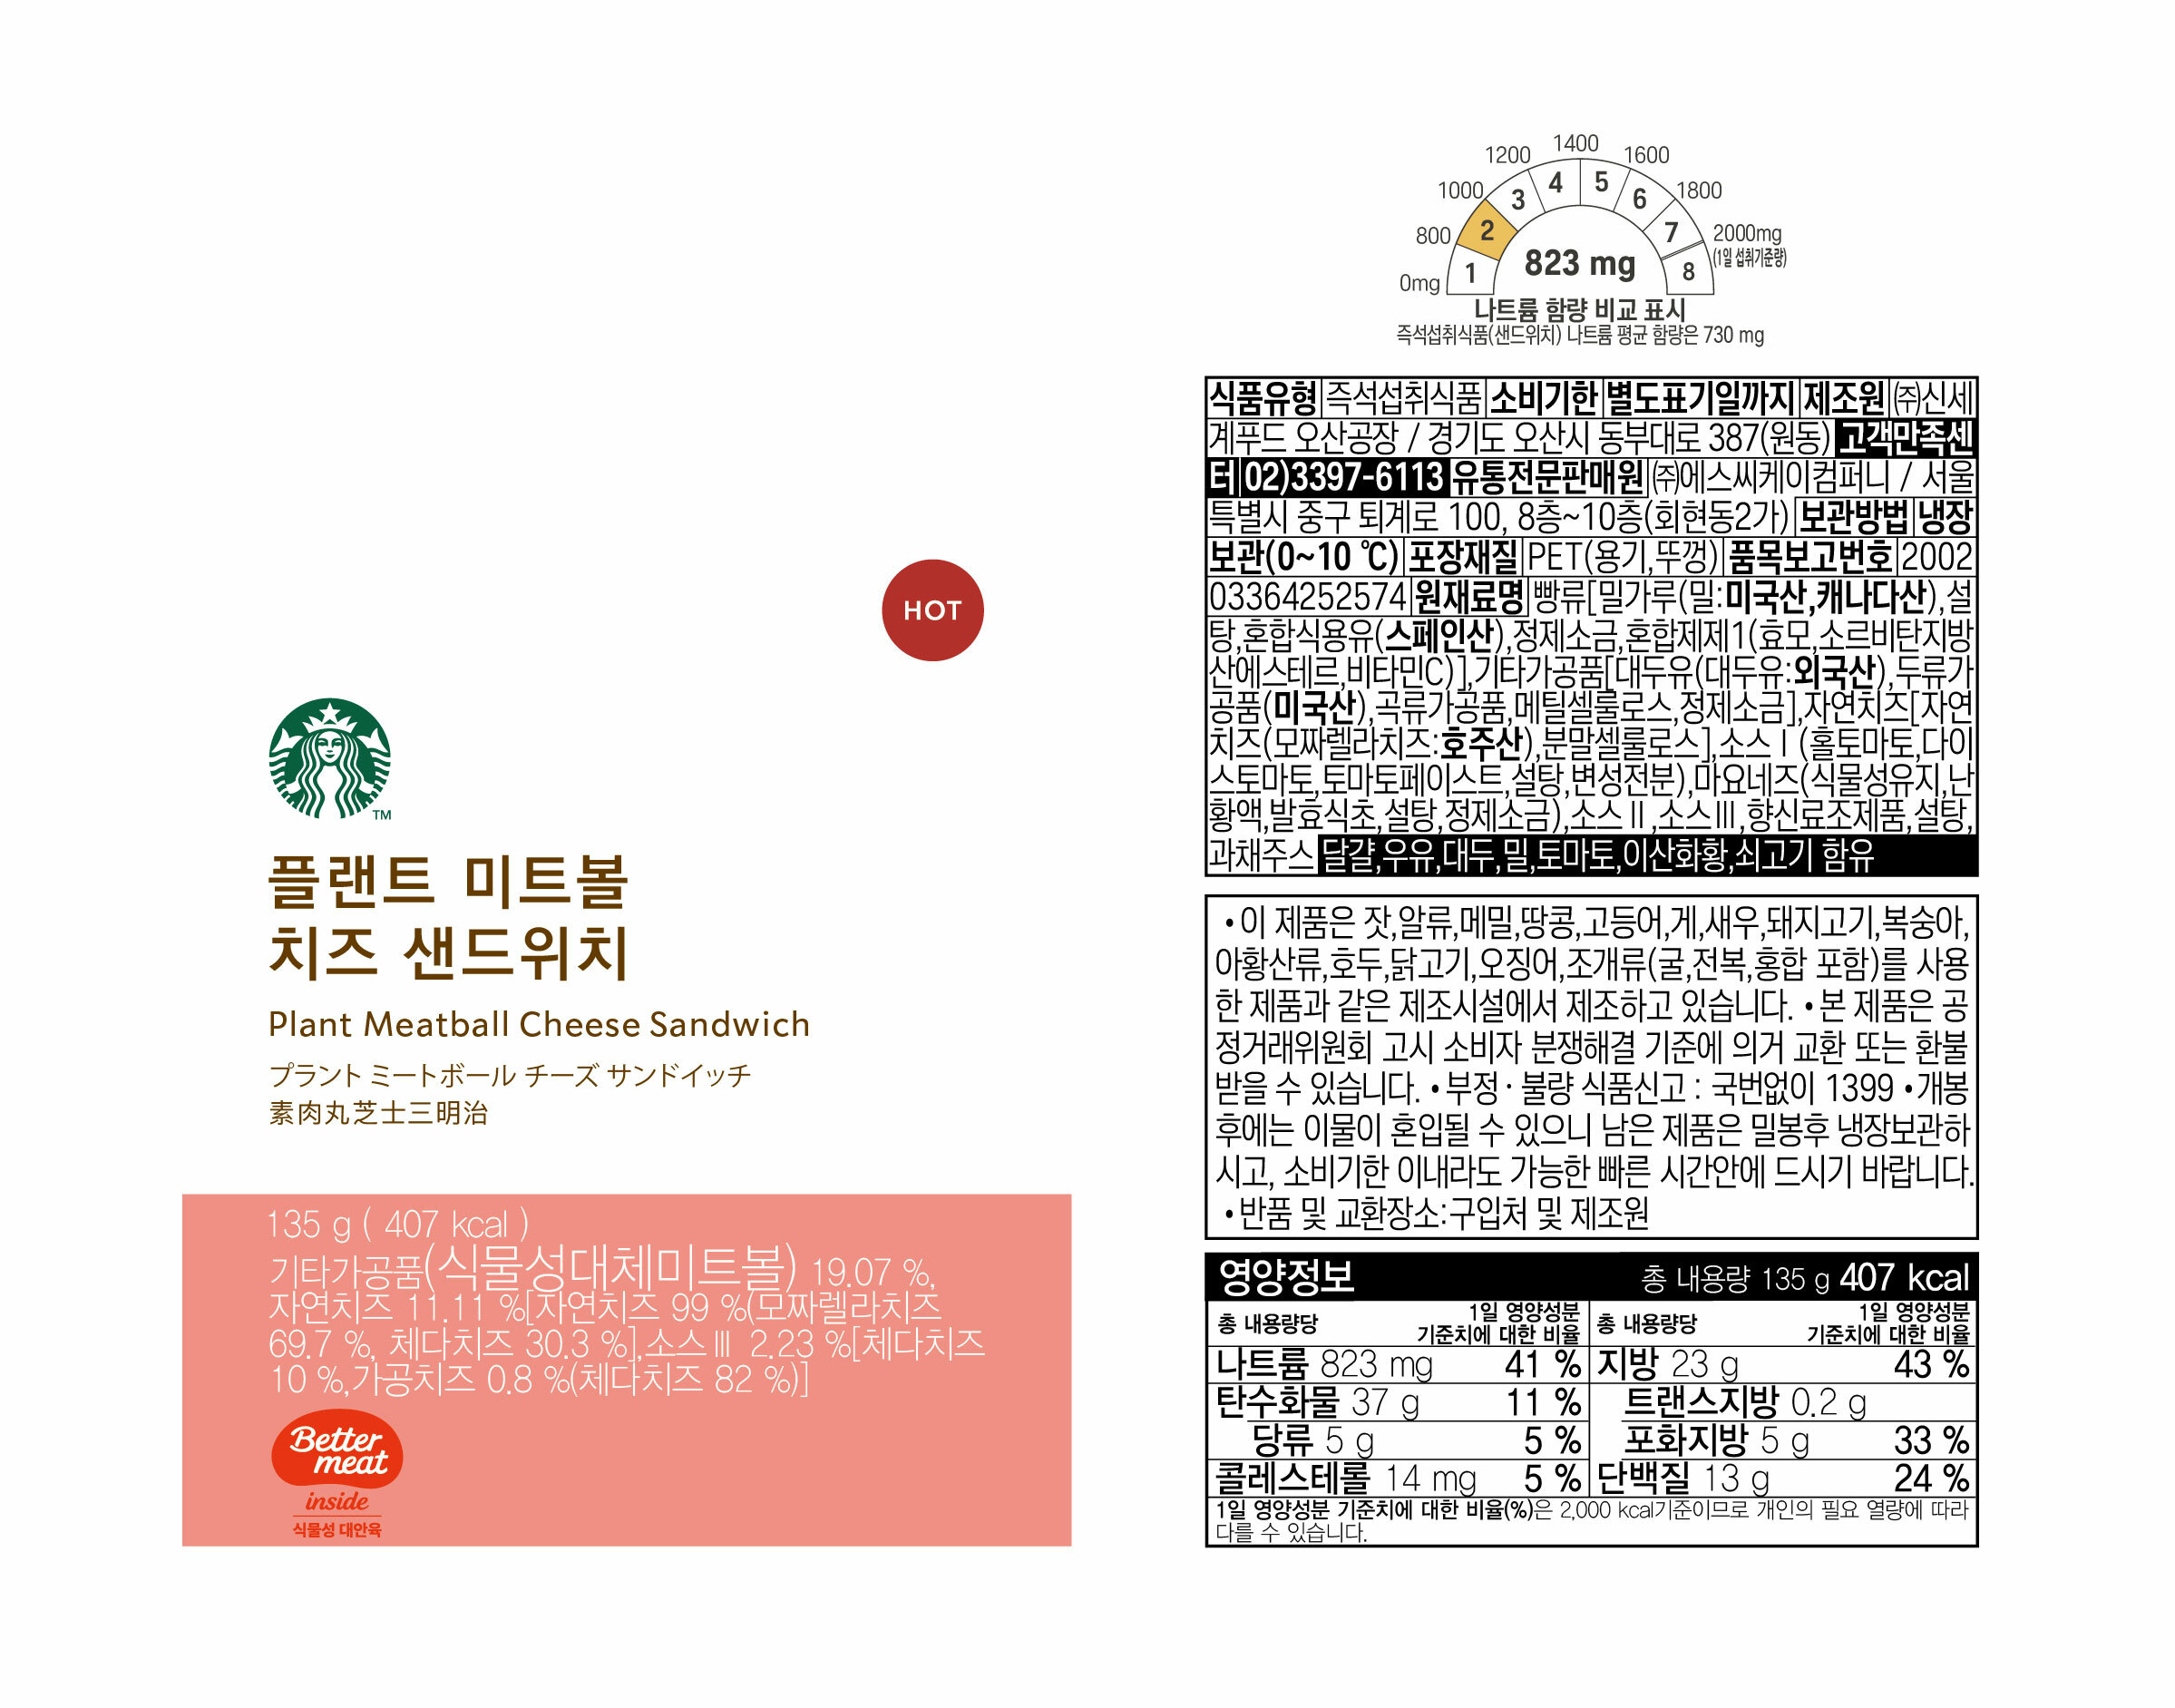 HOT
TM
플랜트 미트볼
치즈 샌드위치
Plant Meatball Cheese Sandwich
プラント ミートボール チーズ サンドイッチ
素肉丸芝士三明治
135 g ( 407 kcal )
기타가공품(식물성대체미트볼) 19.07 %,
자연치즈 11.11 %[자연치즈 99 %(모짜렐라치즈
69.7 %, 체다치즈 30.3 %],소스Ⅲ 2.23 %[체다치즈
10 %,가공치즈 0.8 %(체다치즈 82 %)]
Better
meat
inside
식물성 대안육
0mg 800 1000 1200 1400 1600 1800 2000mg
(1일 섭취기준량)
1 2 3 4 5 6 7 8
823 mg
나트륨 함량 비교 표시
즉석섭취식품(샌드위치) 나트륨 평균 함량은 730 mg
식품유형 즉석섭취식품 소비기한 별도표기일까지 제조원 ㈜신세
계푸드 오산공장 / 경기도 오산시 동부대로 387(원동) 고객만족센
터 02)3397-6113 유통전문판매원 ㈜에스씨케이컴퍼니 / 서울
특별시 중구 퇴계로 100, 8층~10층(회현동2가) 보관방법 냉장
보관(0~10 ℃) 포장재질 PET(용기,뚜껑) 품목보고번호 2002
03364252574 원재료명 빵류[밀가루(밀:미국산,캐나다산),설
탕,혼합식용유(스페인산),정제소금,혼합제제1(효모,소르비탄지방
산에스테르,비타민C)],기타가공품[대두유(대두유:외국산),두류가
공품(미국산),곡류가공품,메틸셀룰로스,정제소금],자연치즈[자연
치즈(모짜렐라치즈:호주산),분말셀룰로스],소스Ⅰ(홀토마토,다이
스토마토,토마토페이스트,설탕,변성전분),마요네즈(식물성유지,난
황액,발효식초,설탕,정제소금),소스Ⅱ,소스Ⅲ,향신료조제품,설탕,
과채주스 달걀,우유,대두,밀,토마토,이산화황,쇠고기 함유
•이 제품은 잣,알류,메밀,땅콩,고등어,게,새우,돼지고기,복숭아,
아황산류,호두,닭고기,오징어,조개류(굴,전복,홍합 포함)를 사용
한 제품과 같은 제조시설에서 제조하고 있습니다. •본 제품은 공
정거래위원회 고시 소비자 분쟁해결 기준에 의거 교환 또는 환불
받을 수 있습니다. •부정·불량 식품신고 : 국번없이 1399 •개봉
후에는 이물이 혼입될 수 있으니 남은 제품은 밀봉후 냉장보관하
시고, 소비기한 이내라도 가능한 빠른 시간안에 드시기 바랍니다.
•반품 및 교환장소:구입처 및 제조원
영양정보 총 내용량 135 g 407 kcal
총 내용량당 1일 영양성분 기준치에 대한 비율 총 내용량당 1일 영양성분 기준치에 대한 비율
나트륨 823 mg 41 % 지방 23 g 43 %
탄수화물 37 g 11 % 트랜스지방 0.2 g
당류 5 g 5 % 포화지방 5 g 33 %
콜레스테롤 14 mg 5 % 단백질 13 g 24 %
1일 영양성분 기준치에 대한 비율(%)은 2,000 kcal기준이므로 개인의 필요 열량에 따라
다를 수 있습니다.